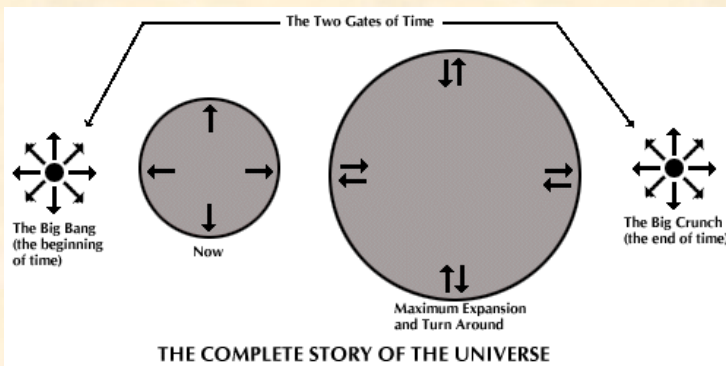 The Two Gates of Time
The Big Bang
(the beginning
of time)
Now
Maximum Expansion
and Turn Around
The Big Crunch
(the end of time)
THE COMPLETE STORY OF THE UNIVERSE